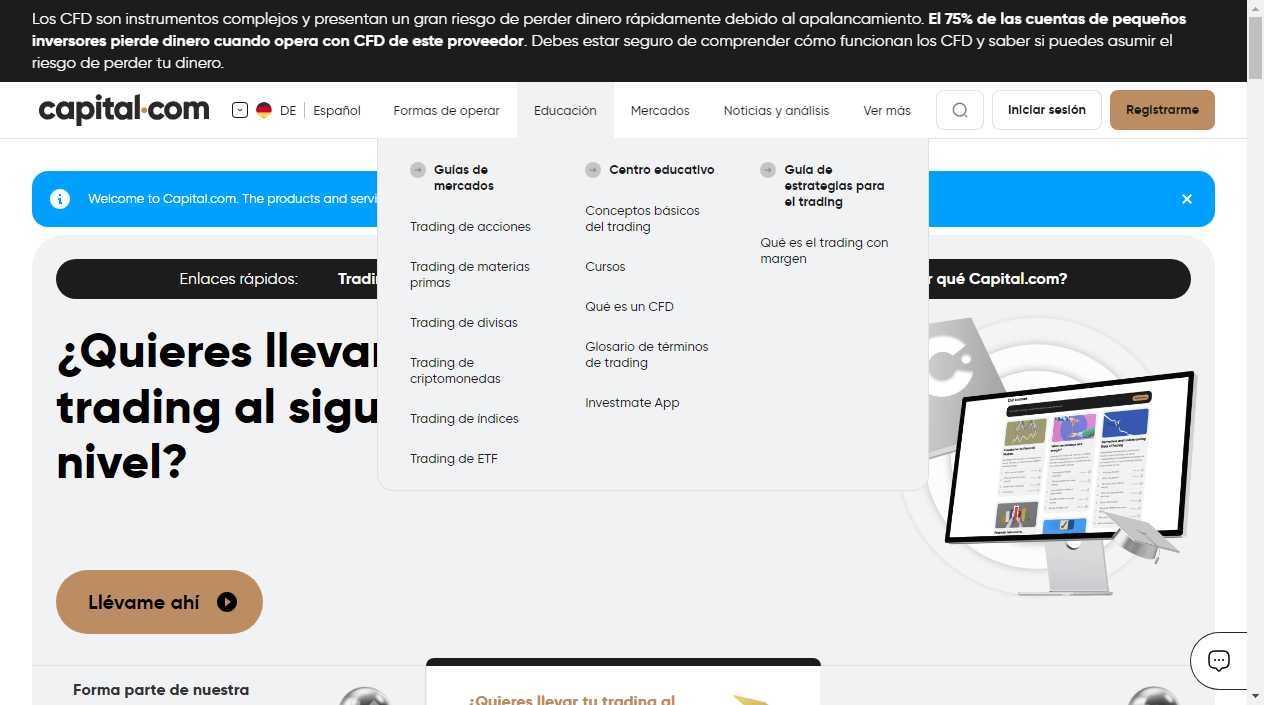 Los CFD son instrumentos complejos y presentan un gran riesgo de perder dinero rápidamente debido al apalancamiento. El 75% de las cuentas de pequeños
inversores pierde dinero cuando opera con CFD de este proveedor. Debes estar seguro de comprender cómo funcionan los CFD y saber si puedes asumir el
riesgo de perder tu dinero.
capital.com
DE Español
Formas de operar
Educación
Mercados
Noticias y análisis
Ver más
Iniciar sesión
Registrarme
Guías de
mercados
Trading de acciones
Trading de materias
primas
Trading de divisas
Trading de
criptomonedas
Trading de índices
Trading de ETF
Centro educativo
Conceptos básicos
del trading
Cursos
Qué es un CFD
Glosario de términos
de trading
Investmate App
Guía de
estrategias para
el trading
Qué es el trading con
margen
Welcome to Capital.com. The products and servi
Enlaces rápidos:
Tradi
qué Capital.com?
¿Quieres lleva
trading al sigu
nivel?
Llévame ahí
Our courses
Forma parte de nuestra
¿Quieres llevar tu trading al